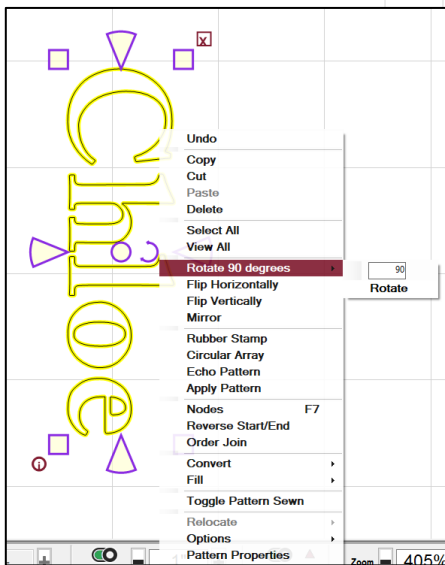 X
Chloe
Undo
Copy
Cut
Paste
Delete
Select All
View All
Rotate 90 degrees
90
Rotate
Flip Horizontally
Flip Vertically
Mirror
Rubber Stamp
Circular Array
Echo Pattern
Apply Pattern
Nodes F7
Reverse Start/End
Order Join
Convert
Fill
Toggle Pattern Sewn
Relocate
Options
Pattern Properties
i
Zoom 405%